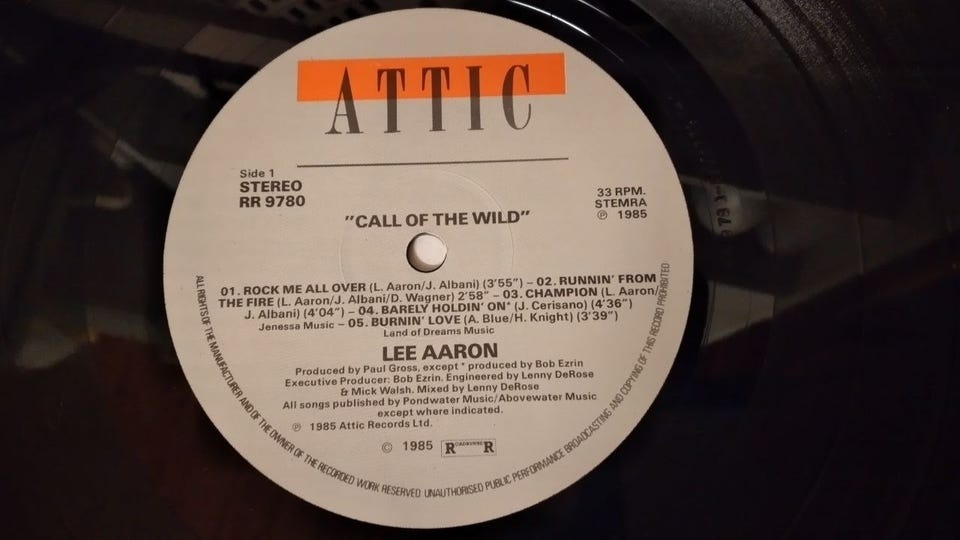 ATTIC
Side 1
STEREO
RR 9780
33 RPM.
STEMRA
℗ 1985
"CALL OF THE WILD"
01. ROCK ME ALL OVER (L. Aaron/J. Albani) (3'55") – 02. RUNNIN' FROM
THE FIRE (L. Aaron/J. Albani/D. Wagner) 2'58" – 03. CHAMPION (L. Aaron/
J. Albani) (4'04") – 04. BARELY HOLDIN' ON* (J. Cerisano) (4'36")
Jenessa Music – 05. BURNIN' LOVE (A. Blue/H. Knight) (3'39")
Land of Dreams Music
LEE AARON
Produced by Paul Gross, except * produced by Bob Ezrin
Executive Producer: Bob Ezrin. Engineered by Lenny DeRose
& Mick Walsh. Mixed by Lenny DeRose
All songs published by Pondwater Music/Abovewater Music
except where indicated.
℗ 1985 Attic Records Ltd.
© 1985 ROADRUNNER
ALL RIGHTS OF THE MANUFACTURER AND OF THE OWNER OF THE RECORDED WORK RESERVED UNAUTHORISED PUBLIC PERFORMANCE BROADCASTING AND COPYING OF THIS RECORD PROHIBITED